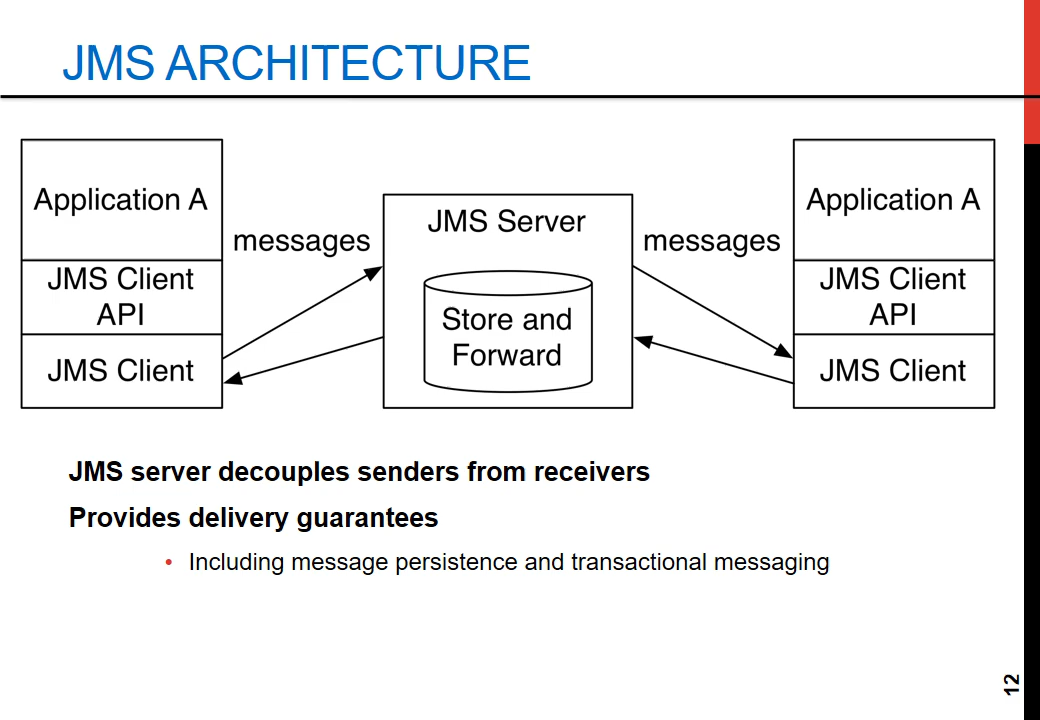 JMS ARCHITECTURE
Application A
JMS Client
API
JMS Client
messages
JMS Server
Store and
Forward
messages
Application A
JMS Client
API
JMS Client
JMS server decouples senders from receivers
Provides delivery guarantees
• Including message persistence and transactional messaging
12